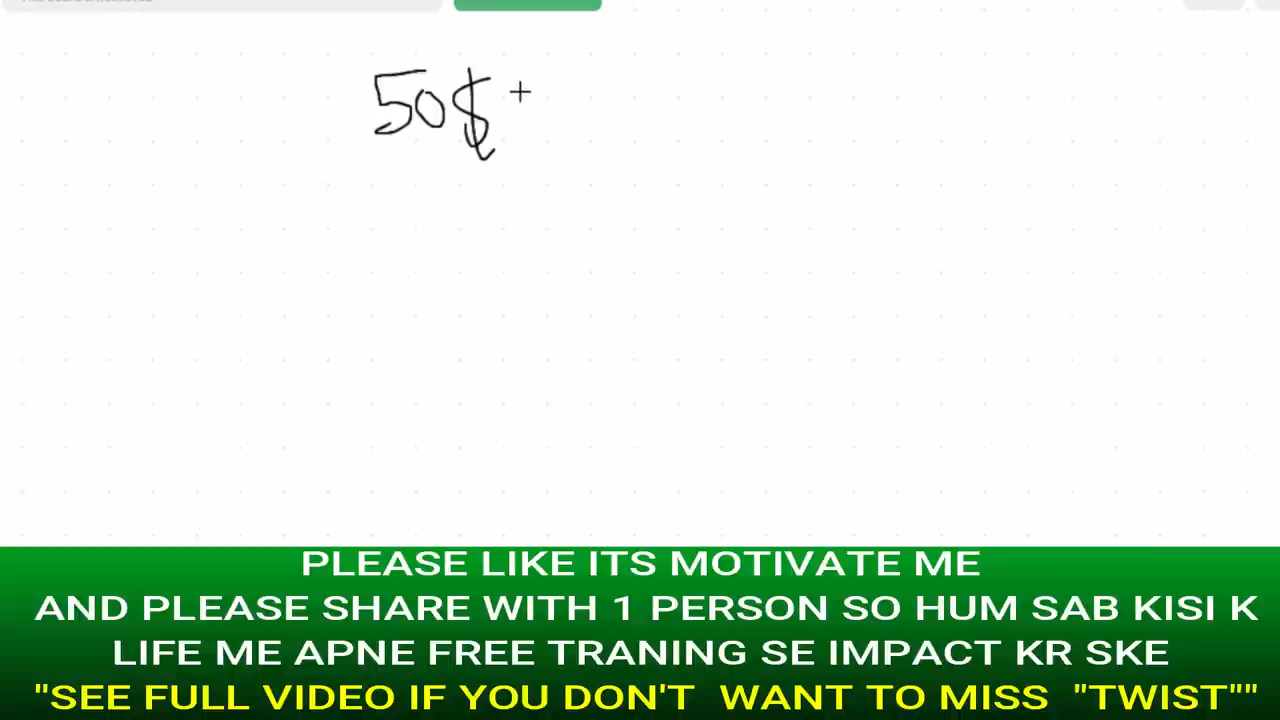 50$
PLEASE LIKE ITS MOTIVATE ME
AND PLEASE SHARE WITH 1 PERSON SO HUM SAB KISI K
LIFE ME APNE FREE TRANING SE IMPACT KR SKE
"SEE FULL VIDEO IF YOU DON'T WANT TO MISS "TWIST""